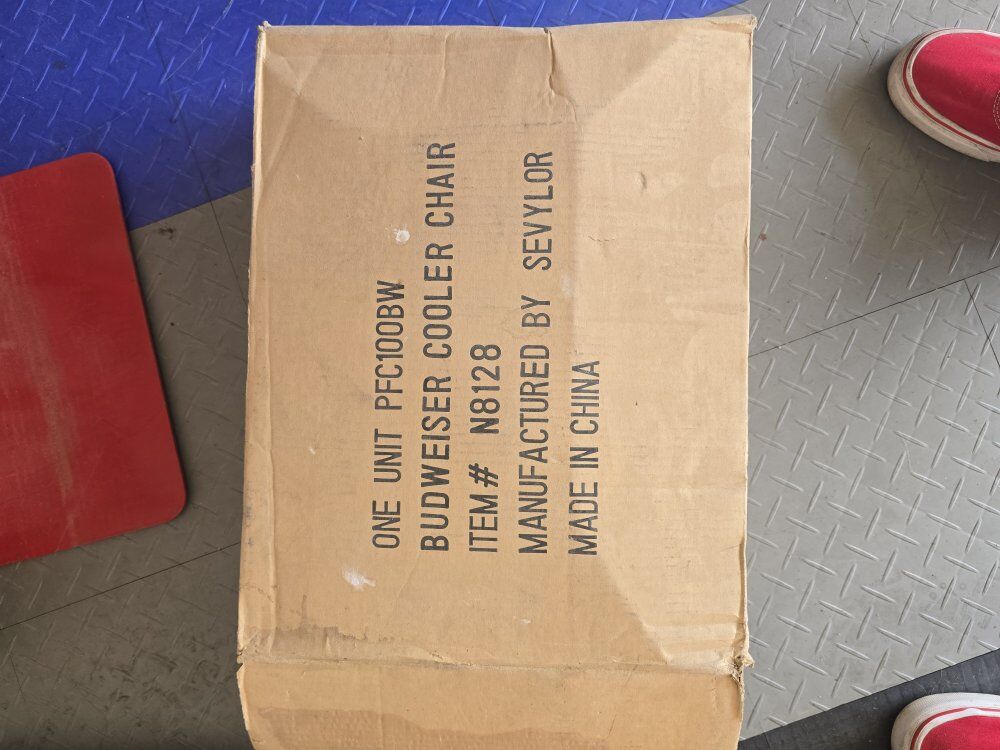 ONE UNIT PFC100BW
BUDWEISER COOLER CHAIR
ITEM# N8128
MANUFACTURED BY SEVYLOR
MADE IN CHINA